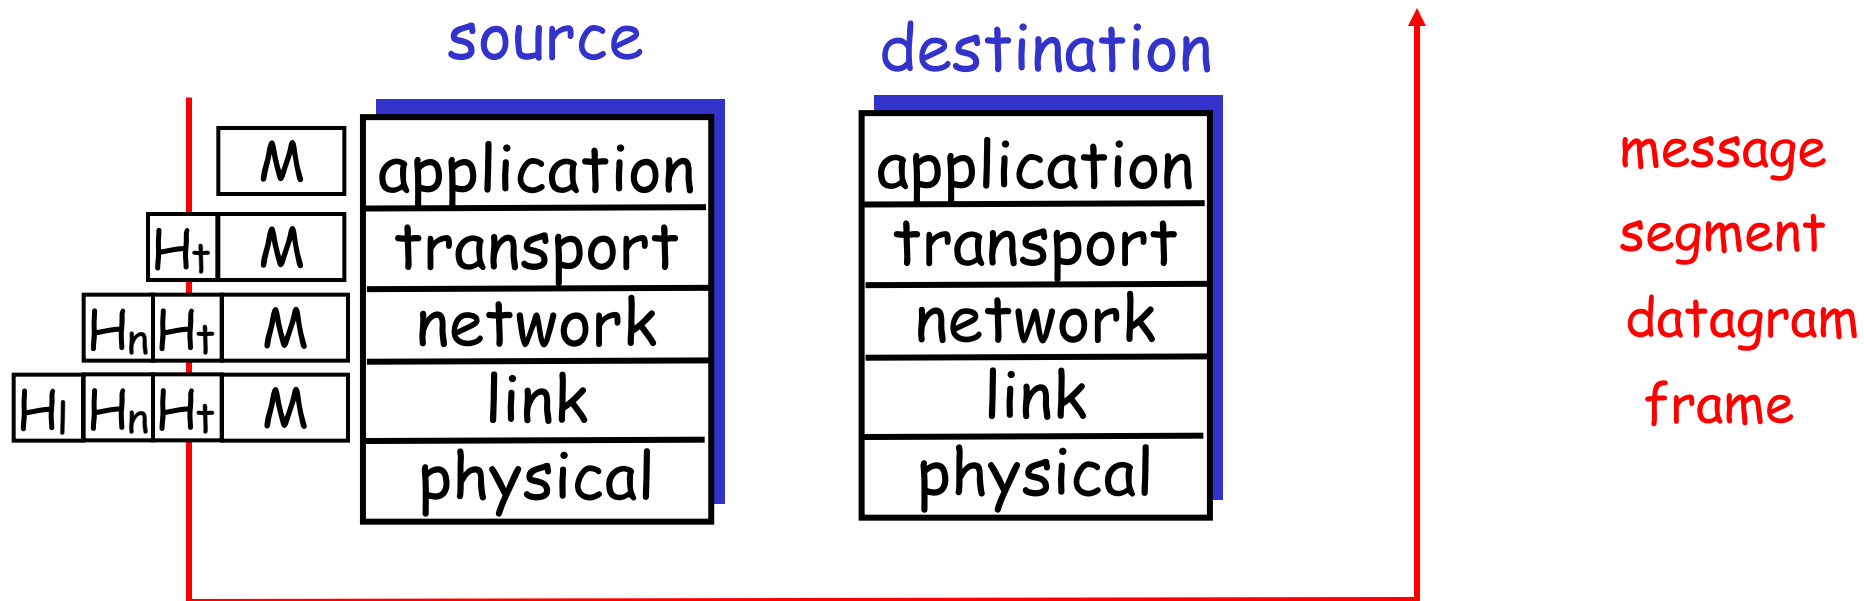 source destination
M application application message
Ht M transport transport segment
Hn Ht M network network datagram
Hl Hn Ht M link link frame
physical physical